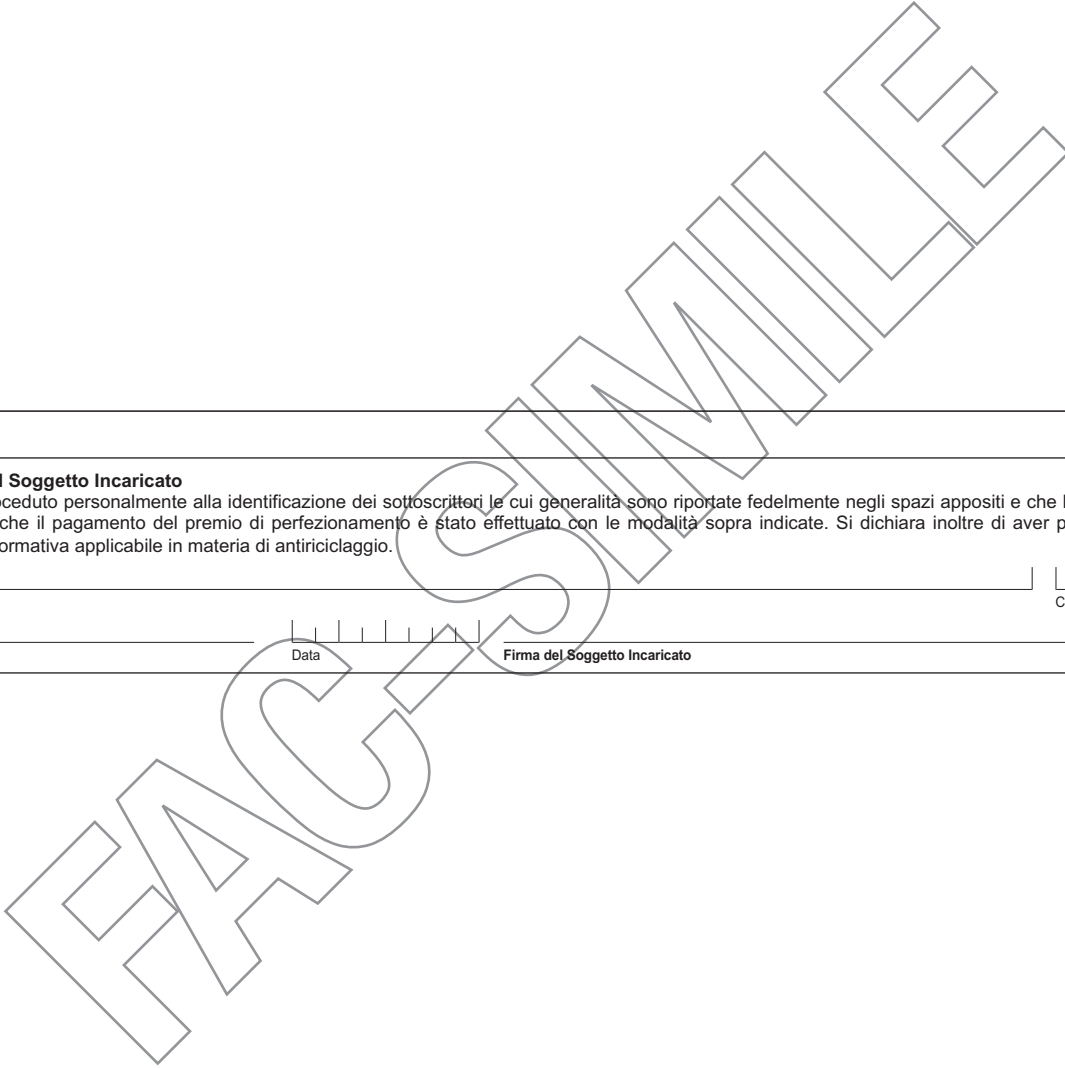 Soggetto Incaricato
personalmente alla identificazione dei sottoscrittori le cui generalità sono riportate fedelmente negli spazi appositi e che
che il pagamento del premio di perfezionamento è stato effettuato con le modalità sopra indicate. Si dichiara inoltre di aver
applicabile in materia di antiriciclaggio.
Data
Firma del Soggetto Incaricato
FAC-SIMILE